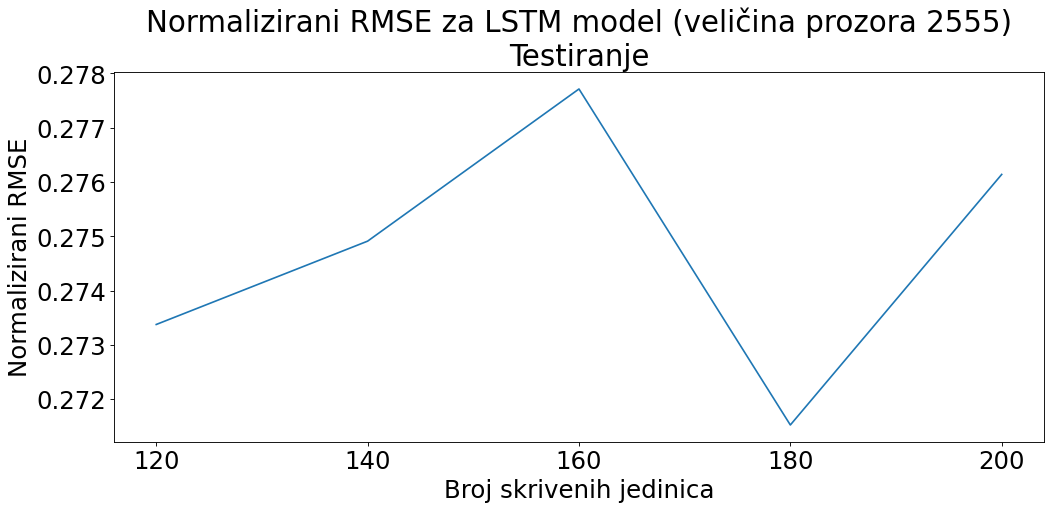 Normalizirani RMSE za LSTM model (veličina prozora 2555)
Testiranje
0.278
0.277
0.276
0.275
0.274
0.273
0.272
Normalizirani RMSE
120 140 160 180 200
Broj skrivenih jedinica